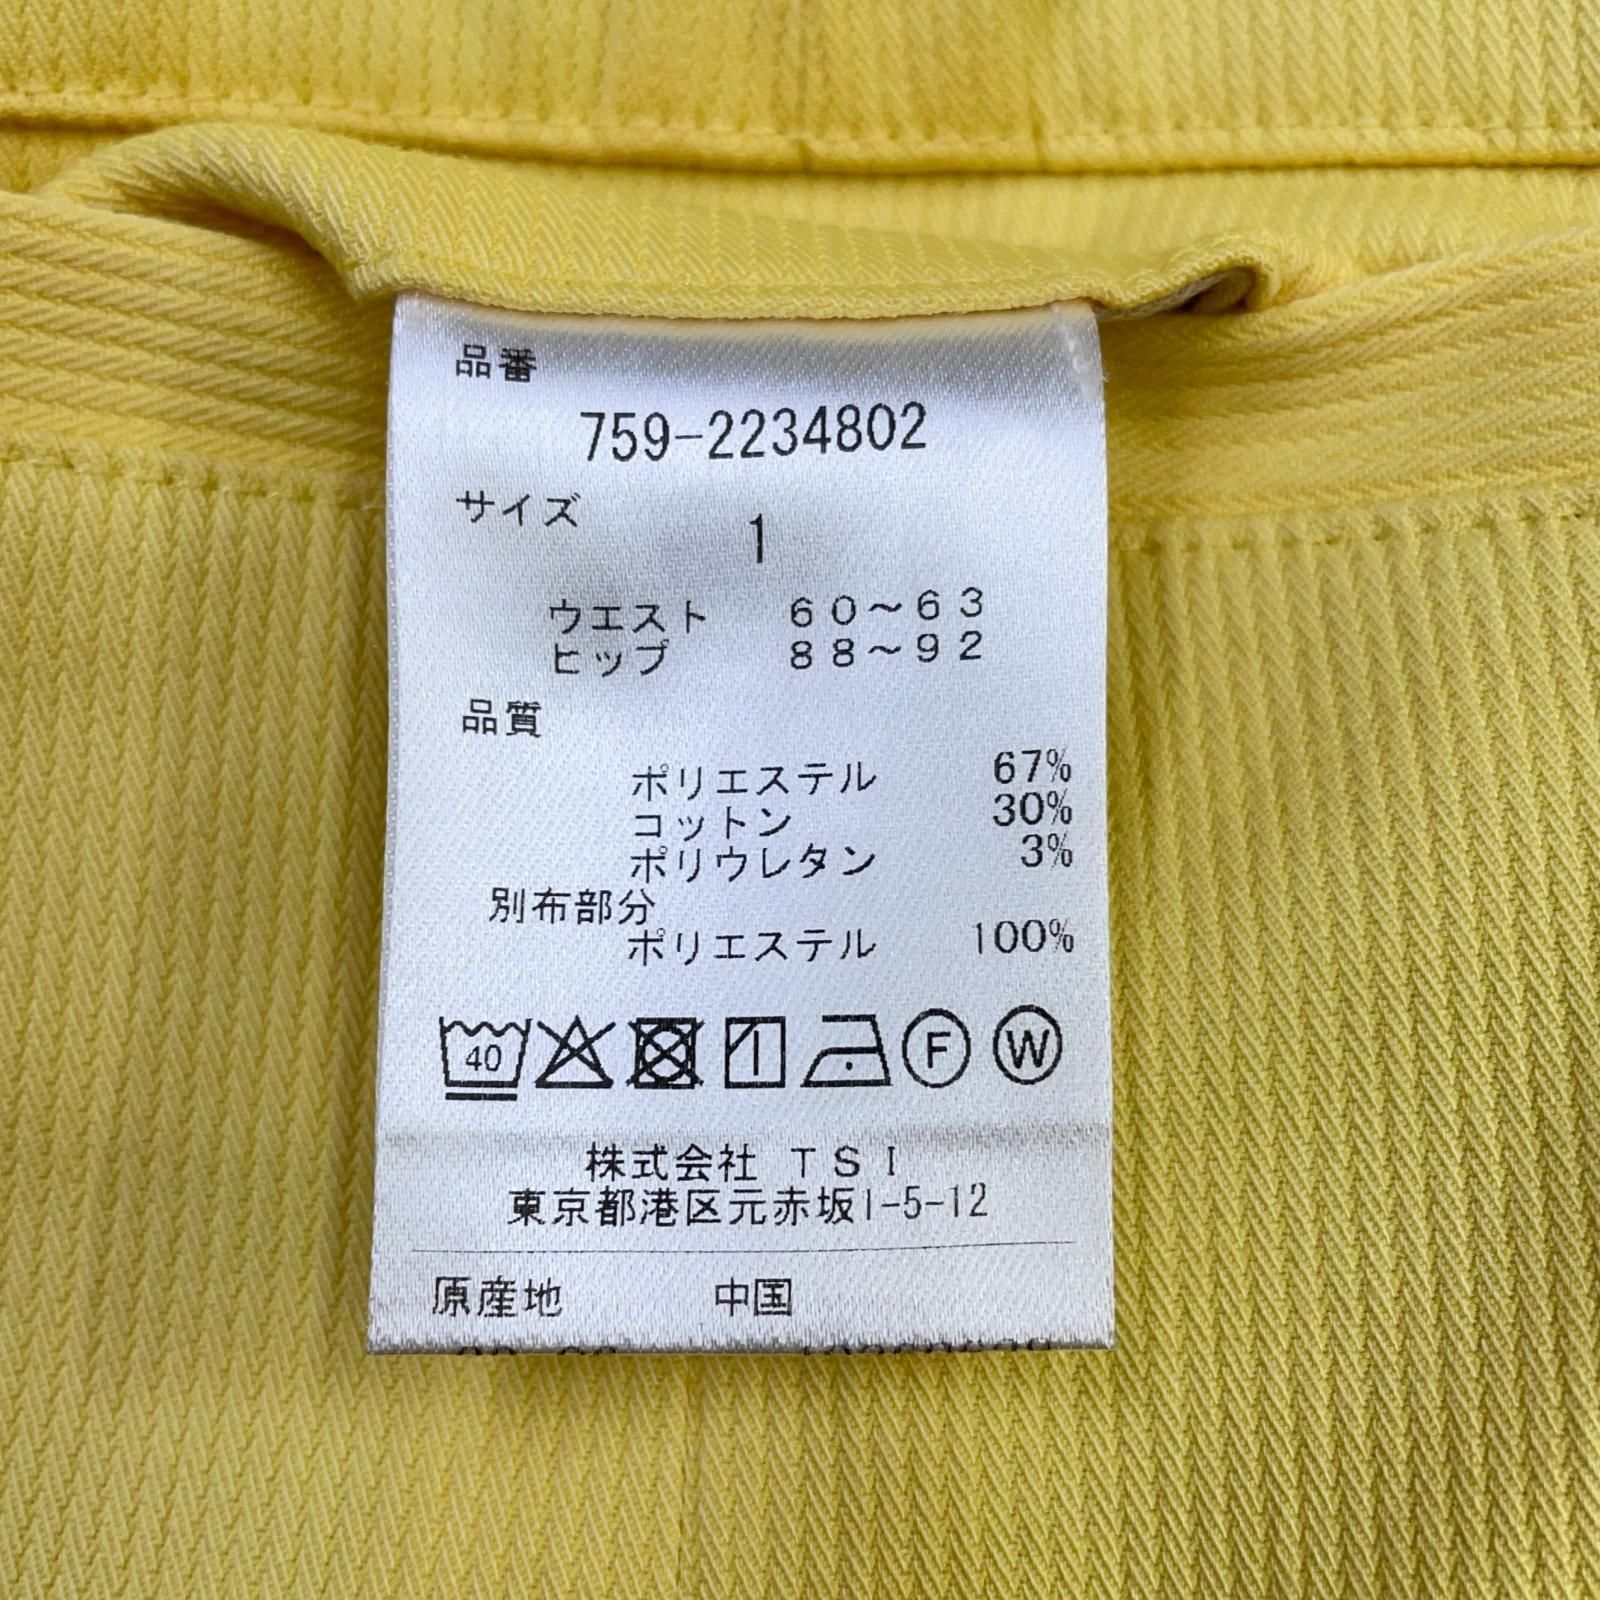 品番
759-2234802
サイズ 1
ウエスト 60～63
ヒップ 88～92
品質
ポリエステル 67%
コットン 30%
ポリウレタン 3%
別布部分
ポリエステル 100%
40 F W
株式会社 TSI
東京都港区元赤坂1-5-12
原産地 中国